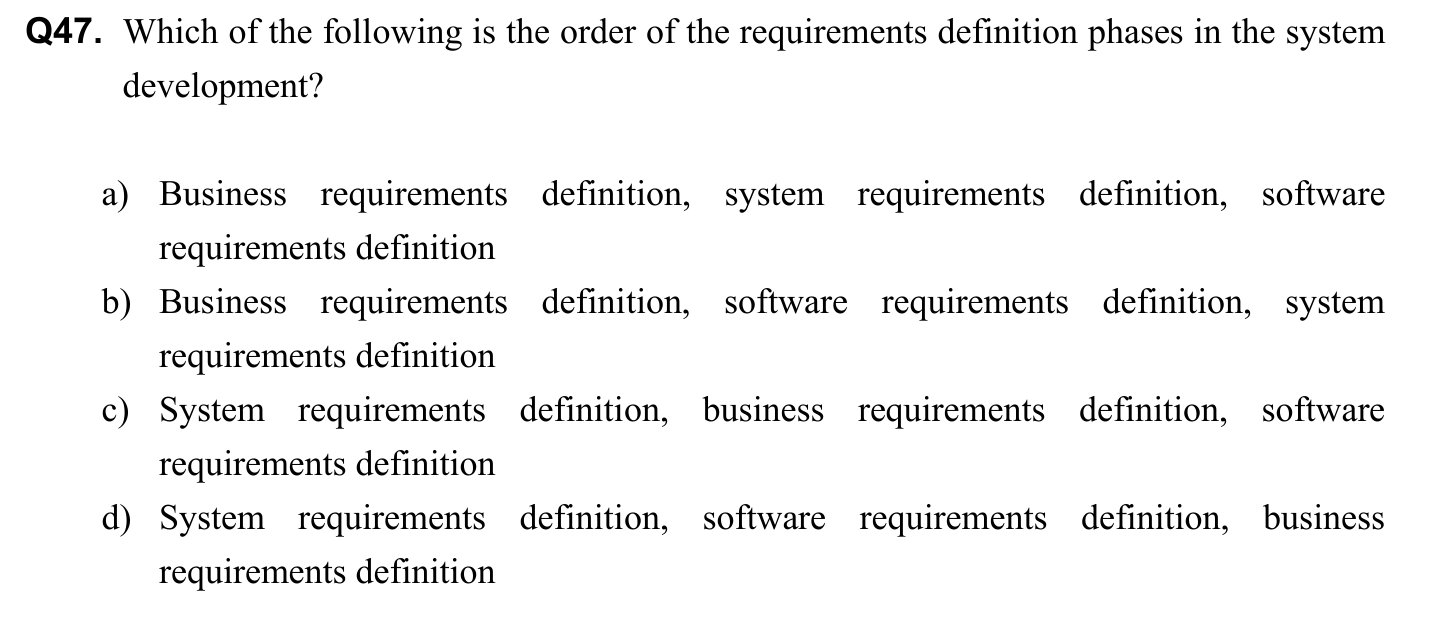 Q47. Which of the following is the order of the requirements definition phases in the system
development?
a) Business requirements definition, system requirements definition, software
requirements definition
b) Business requirements definition, software requirements definition, system
requirements definition
c) System requirements definition, business requirements definition, software
requirements definition
d) System requirements definition, software requirements definition, business
requirements definition